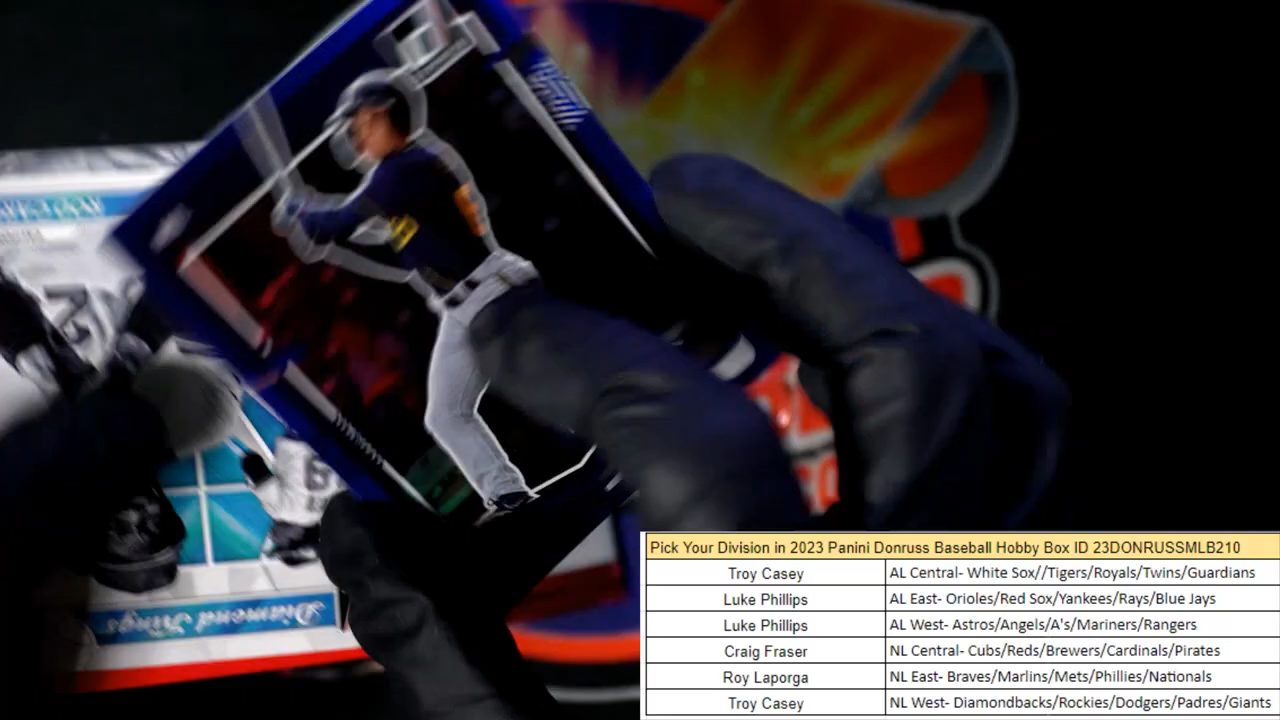 Diamond Kings
Pick Your Division in 2023 Panini Donruss Baseball Hobby Box ID 23DONRUSSMLB210
Troy Casey AL Central- White Sox//Tigers/Royals/Twins/Guardians
Luke Phillips AL East- Orioles/Red Sox/Yankees/Rays/Blue Jays
Luke Phillips AL West- Astros/Angels/A's/Mariners/Rangers
Craig Fraser NL Central- Cubs/Reds/Brewers/Cardinals/Pirates
Roy Laporga NL East- Braves/Marlins/Mets/Phillies/Nationals
Troy Casey NL West- Diamondbacks/Rockies/Dodgers/Padres/Giants